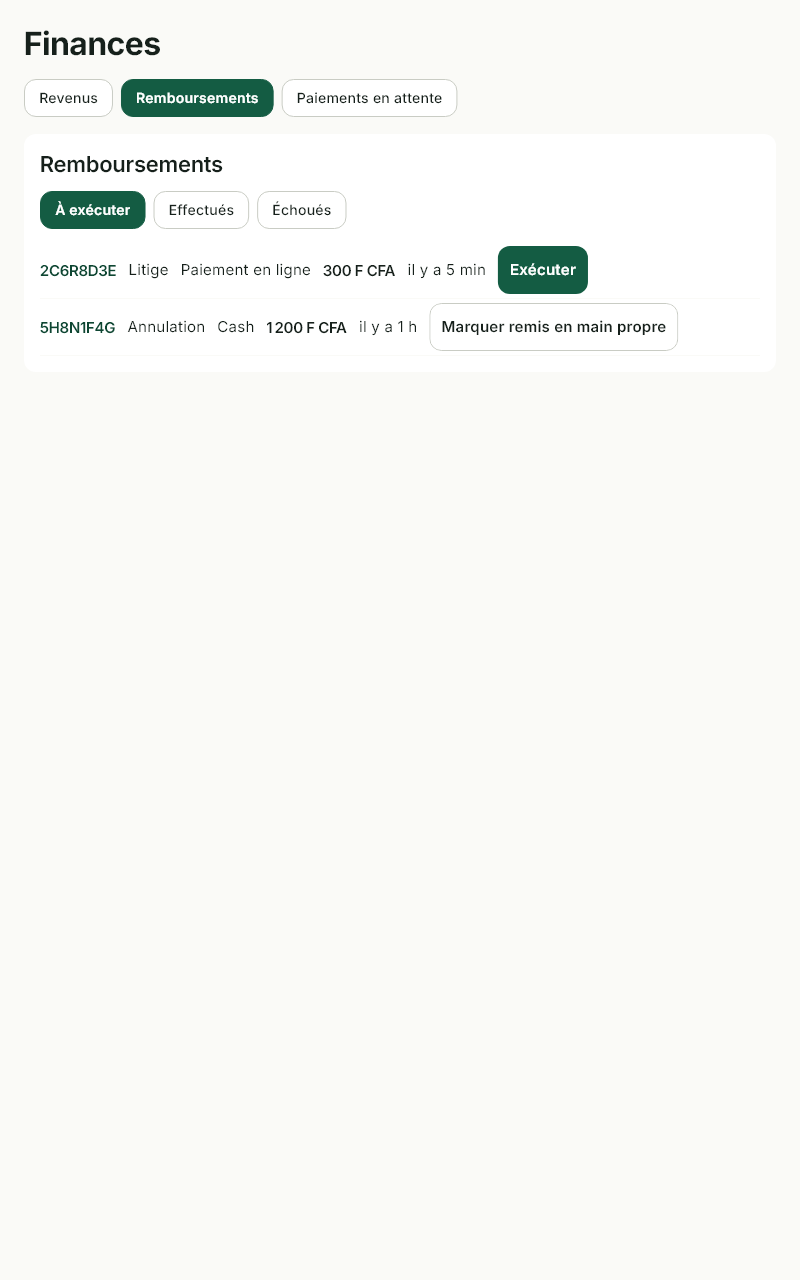 Finances
Revenus Remboursements Paiements en attente
Remboursements
À exécuter Effectués Échoués
2C6R8D3E Litige Paiement en ligne 300 F CFA il y a 5 min Exécuter
5H8N1F4G Annulation Cash 1 200 F CFA il y a 1 h Marquer remis en main propre